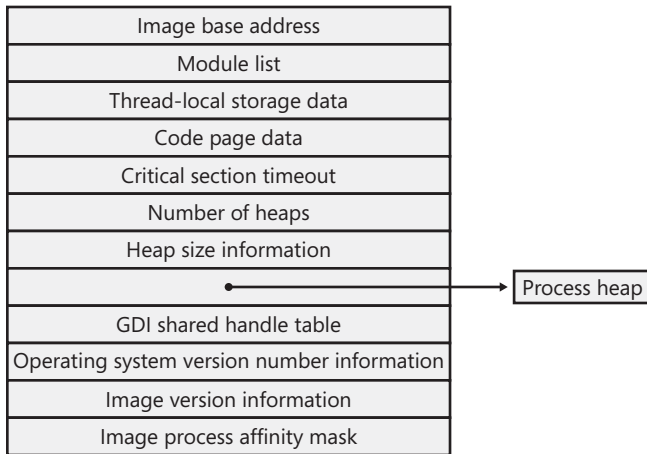 Image base address
Module list
Thread-local storage data
Code page data
Critical section timeout
Number of heaps
Heap size information
Process heap
GDI shared handle table
Operating system version number information
Image version information
Image process affinity mask